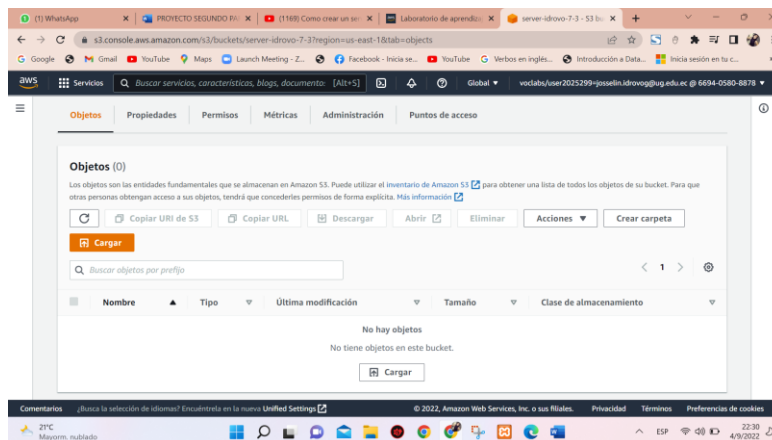 (1) WhatsApp
PROYECTO SEGUNDO PA
(1169) Como crear un ser
Laboratorio de aprendiza
server-idrovo-7-3 - S3 bu
s3.console.aws.amazon.com/s3/buckets/server-idrovo-7-3?region=us-east-1&tab=objects
Google
Gmail
YouTube
Maps
Launch Meeting - Z...
Facebook - Inicia se...
YouTube
Verbos en inglés...
Introducción a Data...
Inicia sesión en tu c...
aws
Servicios
Buscar servicios, características, blogs, documento:
[Alt+S]
Global
voclabs/user2025299=josselin.idrovog@ug.edu.ec @ 6694-0580-8878
Objetos
Propiedades
Permisos
Métricas
Administración
Puntos de acceso
Objetos (0)
Los objetos son las entidades fundamentales que se almacenan en Amazon S3. Puede utilizar el inventario de Amazon S3 para obtener una lista de todos los objetos de su bucket. Para que
otras personas obtengan acceso a sus objetos, tendrá que concederles permisos de forma explícita. Más información
Copiar URI de S3
Copiar URL
Descargar
Abrir
Eliminar
Acciones
Crear carpeta
Cargar
Buscar objetos por prefijo
1
Nombre
Tipo
Última modificación
Tamaño
Clase de almacenamiento
No hay objetos
No tiene objetos en este bucket.
Cargar
Comentarios
¿Busca la selección de idiomas? Encuéntrela en la nueva Unified Settings
© 2022, Amazon Web Services, Inc. o sus filiales.
Privacidad
Términos
Preferencias de cookies
21°C
Mayorm. nublado
ESP
22:30
4/9/2022